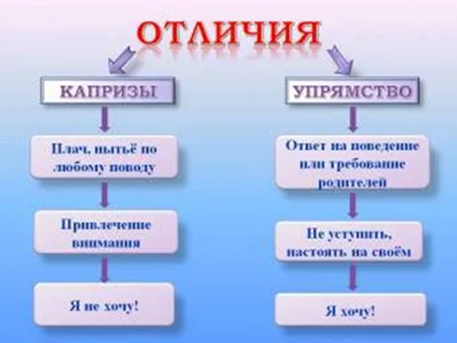 ОТЛИЧИЯ
КАПРИЗЫ
Плач, нытьё по
любому поводу
Привлечение
внимания
Я не хочу!
УПРЯМСТВО
Ответ на поведение
или требование
родителей
Не уступить,
настоять на своём
Я хочу!